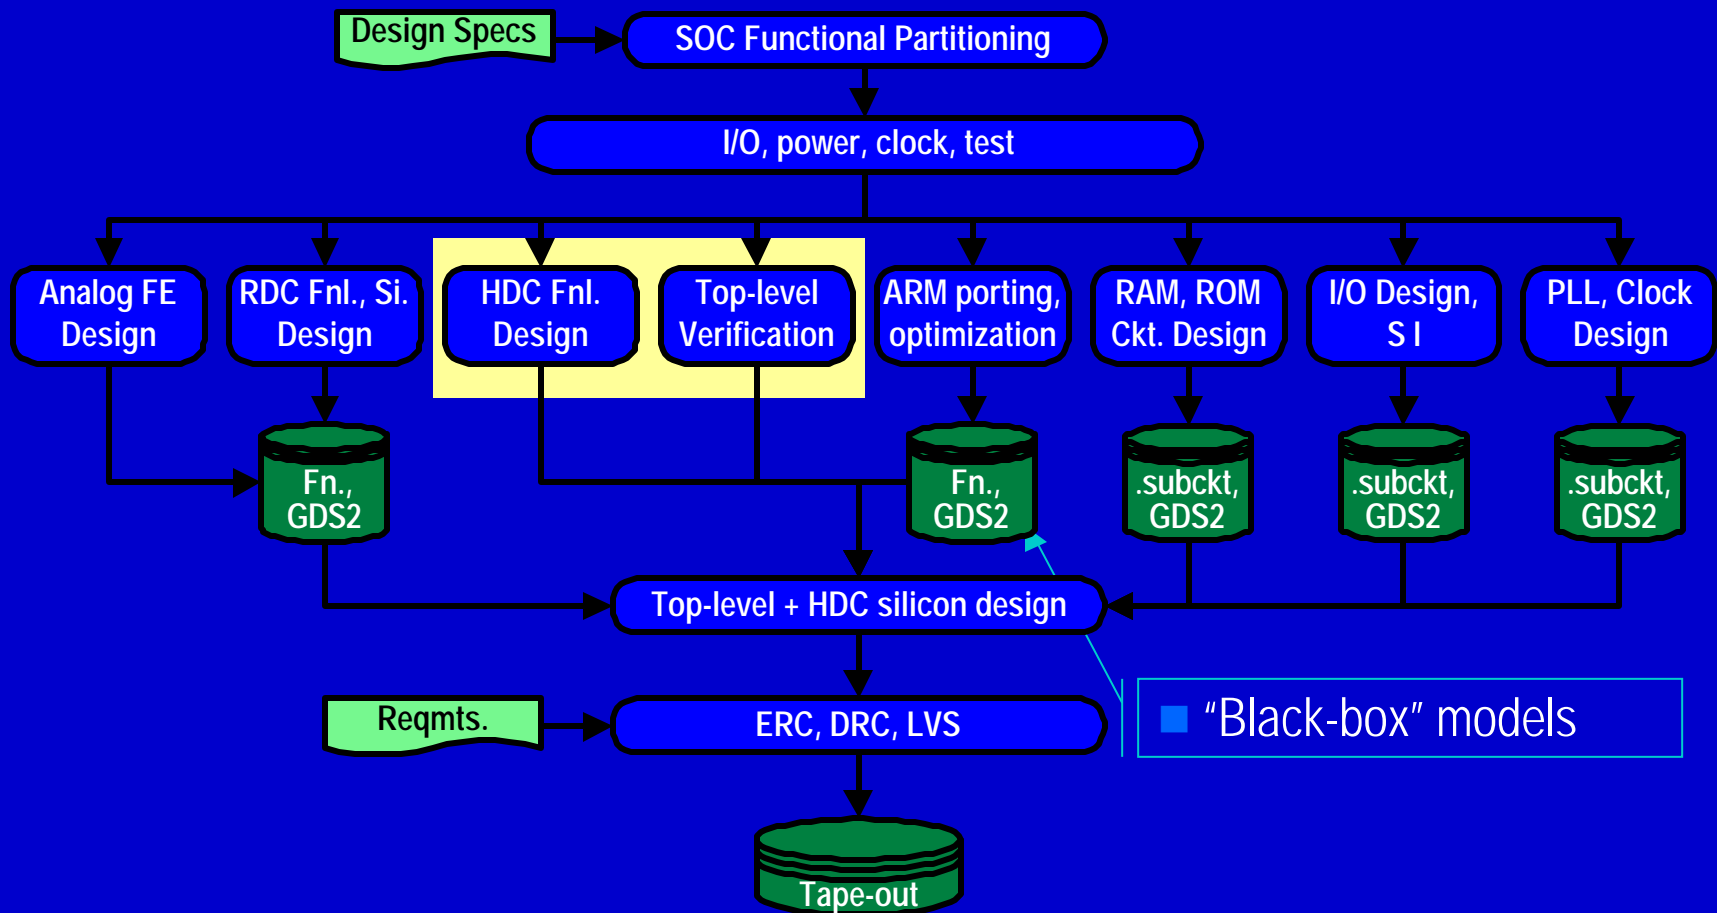 Design Specs
SOC Functional Partitioning
I/O, power, clock, test
Analog FE
Design
RDC Fnl., Si.
Design
HDC Fnl.
Design
Top-level
Verification
ARM porting,
optimization
RAM, ROM
Ckt. Design
I/O Design,
S I
PLL, Clock
Design
Fn.,
GDS2
Fn.,
GDS2
.subckt,
GDS2
.subckt,
GDS2
.subckt,
GDS2
Top-level + HDC silicon design
Reqmts.
ERC, DRC, LVS
“Black-box” models
Tape-out